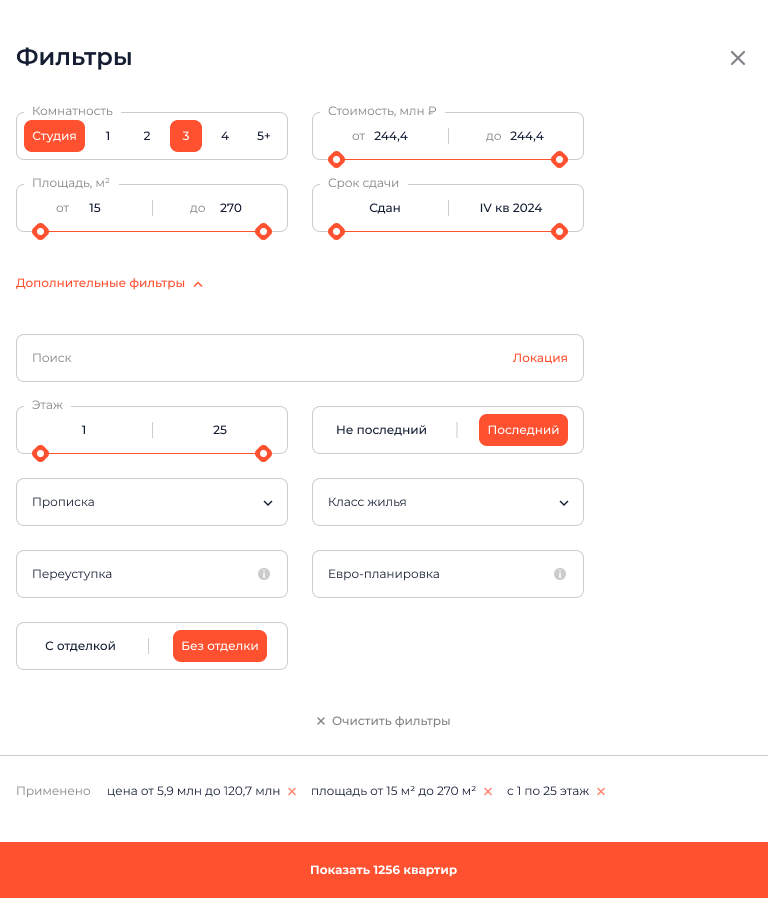 Фильтры
Комнатность
Студия 1 2 3 4 5+
Стоимость, млн ₽
от 244,4 до 244,4
Площадь, м²
от 15 до 270
Срок сдачи
Сдан IV кв 2024
Дополнительные фильтры
Поиск Локация
Этаж
1 25
Не последний Последний
Прописка
Класс жилья
Переуступка
Евро-планировка
С отделкой Без отделки
Очистить фильтры
Применено цена от 5,9 млн до 120,7 млн площадь от 15 м² до 270 м² с 1 по 25 этаж
Показать 1256 квартир